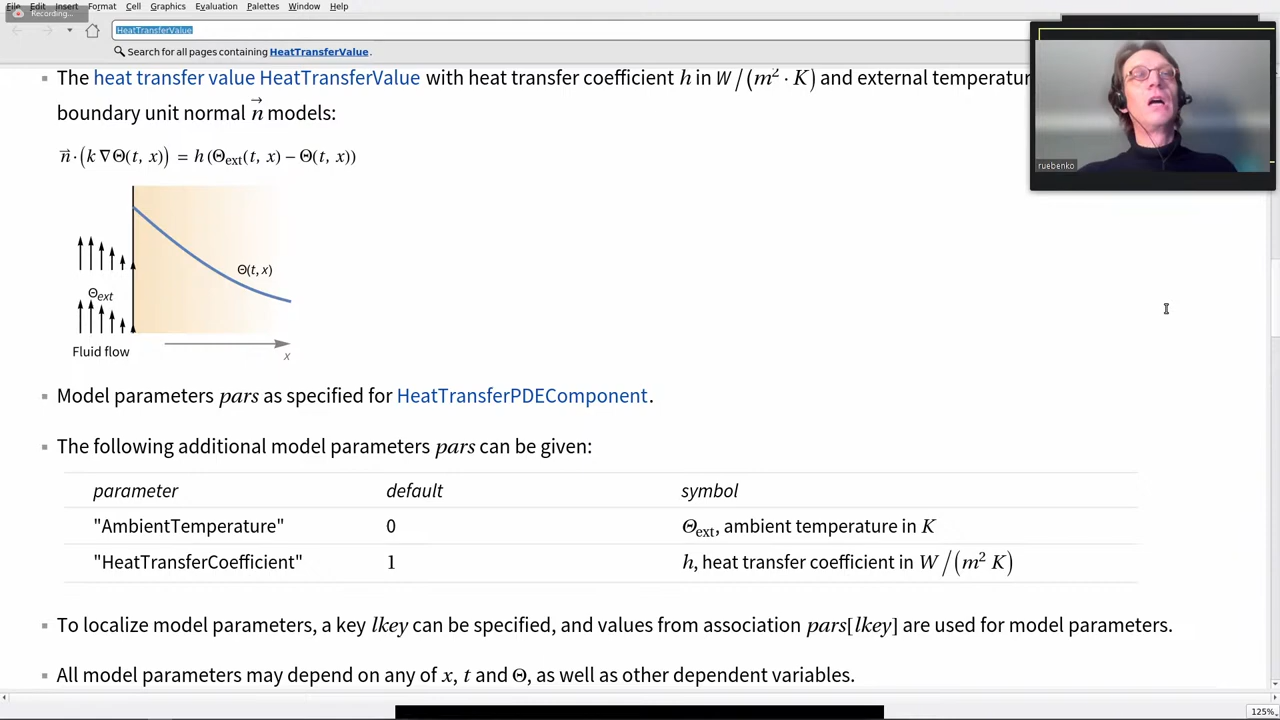 File Edit Insert Format Cell Graphics Evaluation Palettes Window Help
Recording...
HeatTransferValue
Search for all pages containing HeatTransferValue.
▪ The heat transfer value HeatTransferValue with heat transfer coefficient h in W/(m²·K) and external
boundary unit normal n⃗ models:
n⃗·(k ∇Θ(t, x)) = h (Θext(t, x) − Θ(t, x))
ruebenko
Θ(t, x)
Θext
Fluid flow
x
▪ Model parameters pars as specified for HeatTransferPDEComponent.
▪ The following additional model parameters pars can be given:
parameter default symbol
"AmbientTemperature" 0 Θext, ambient temperature in K
"HeatTransferCoefficient" 1 h, heat transfer coefficient in W/(m² K)
▪ To localize model parameters, a key lkey can be specified, and values from association pars[lkey] are used for model parameters.
▪ All model parameters may depend on any of x, t and Θ, as well as other dependent variables.
125%